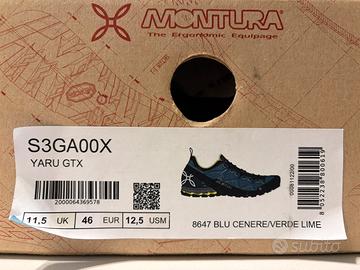 MONTURA
The Ergonomic Equipage
S3GA00X
YARU GTX
2000064369578
11,5 UK 46 EUR 12,5 USM
8647 BLU CENERE/VERDE LIME
subito